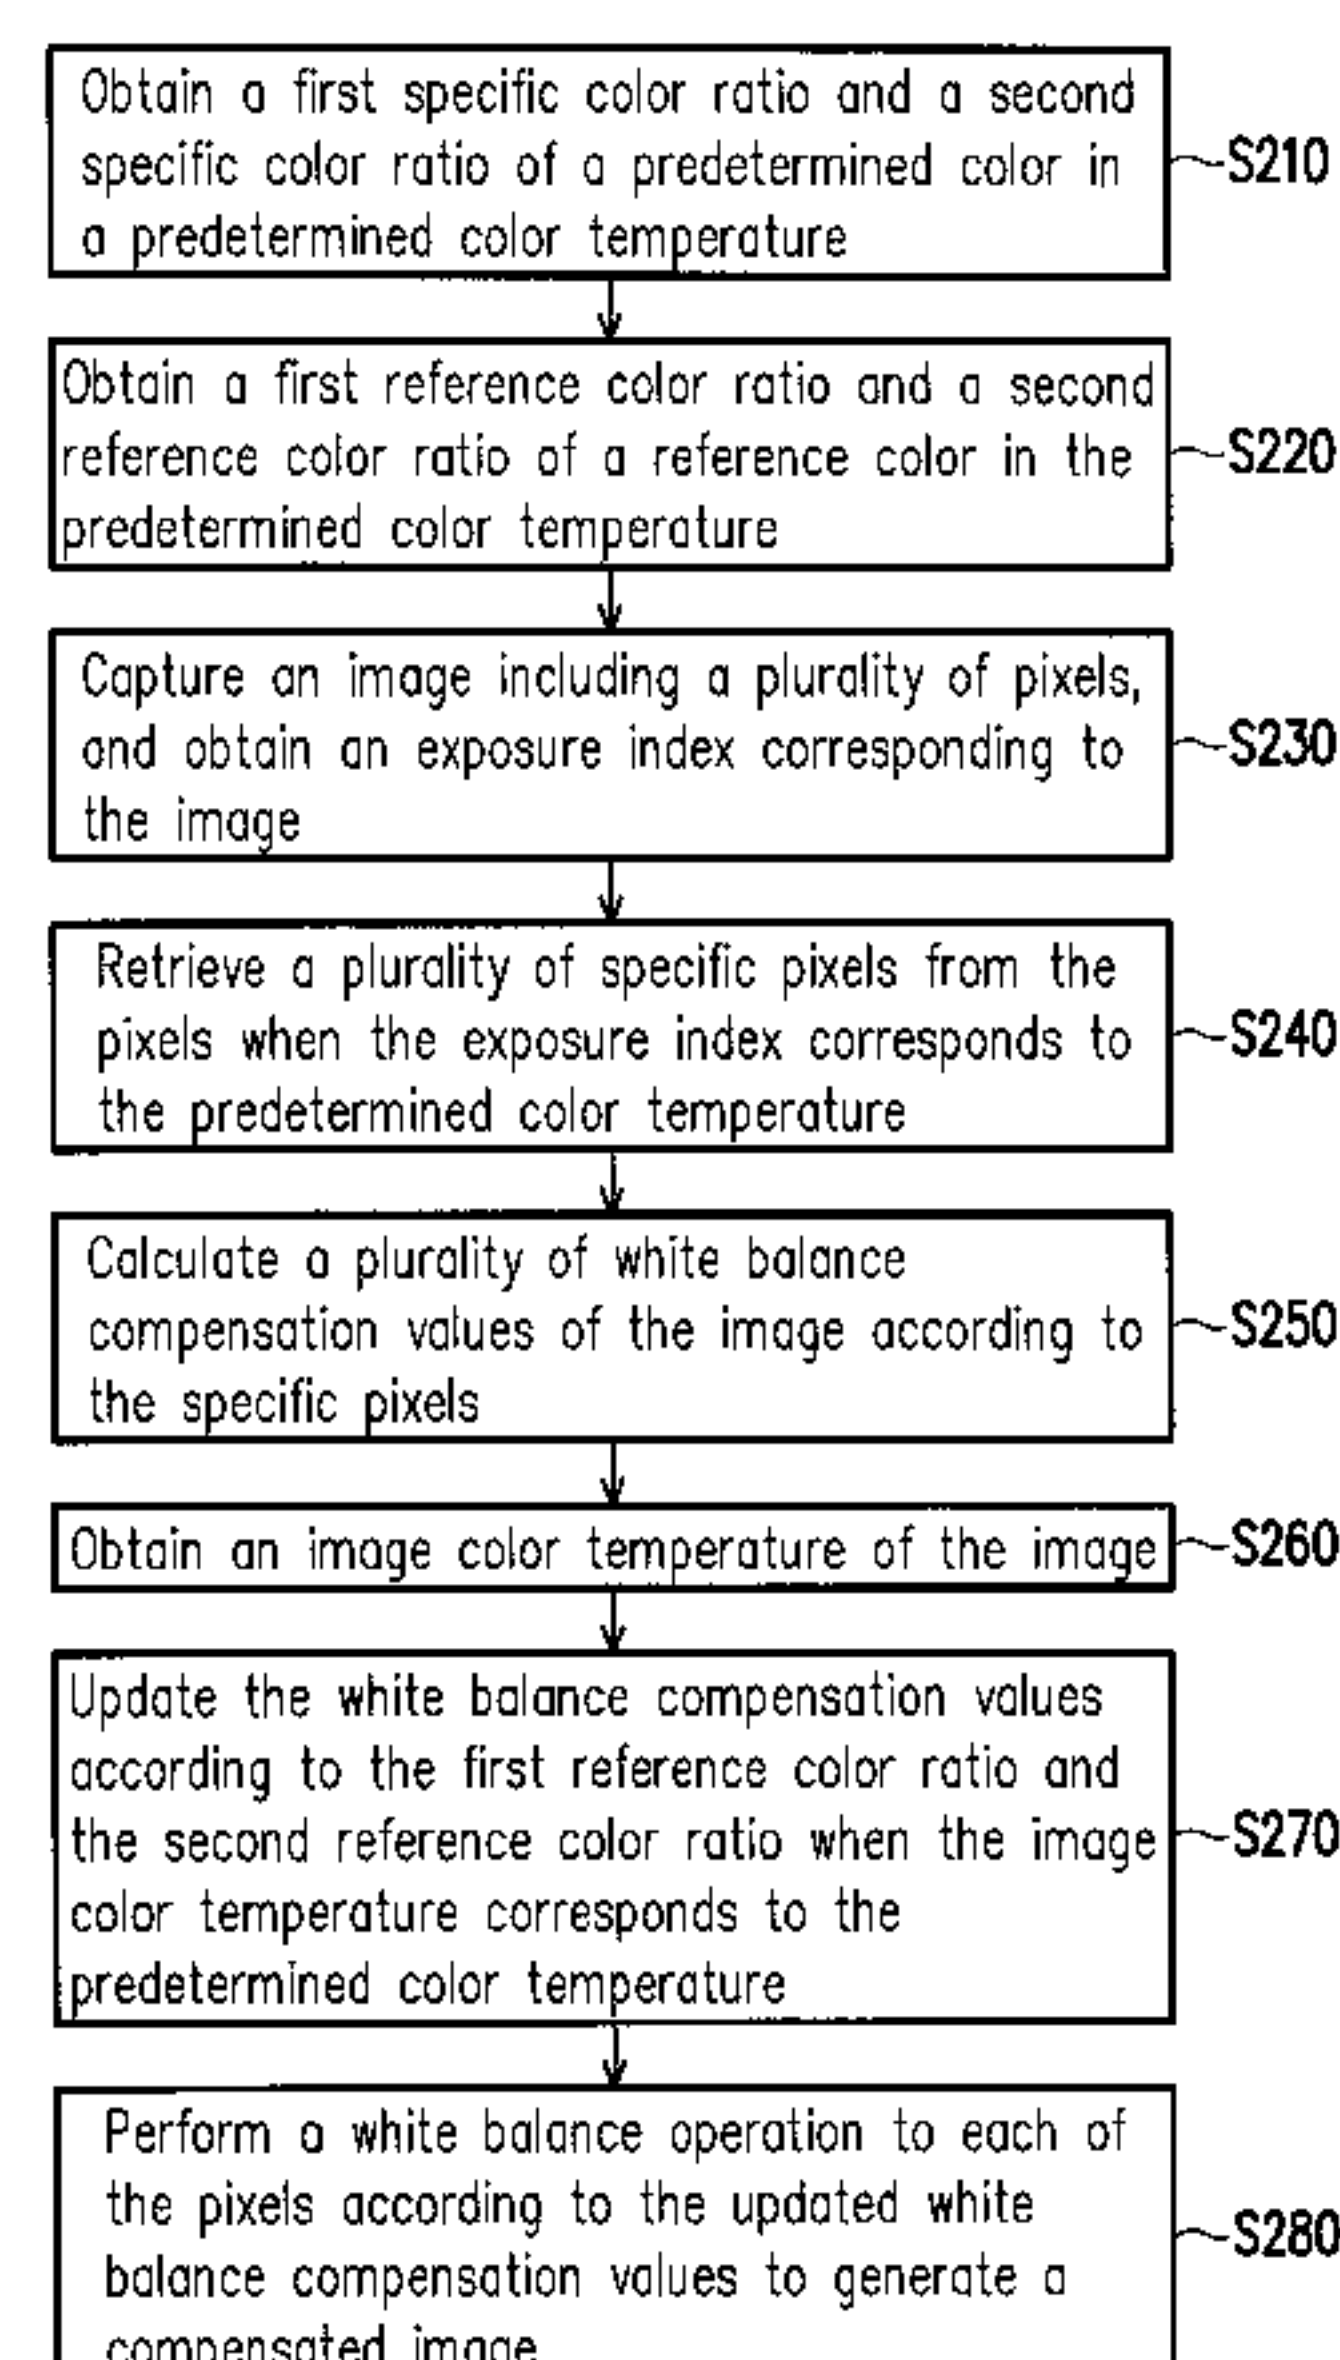 Obtain a first specific color ratio and a second
specific color ratio of a predetermined color in
a predetermined color temperature
S210
Obtain a first reference color ratio and a second
reference color ratio of a reference color in the
predetermined color temperature
S220
Capture an image including a plurality of pixels,
and obtain an exposure index corresponding to
the image
S230
Retrieve a plurality of specific pixels from the
pixels when the exposure index corresponds to
the predetermined color temperature
S240
Calculate a plurality of white balance
compensation values of the image according to
the specific pixels
S250
Obtain an image color temperature of the image
S260
Update the white balance compensation values
according to the first reference color ratio and
the second reference color ratio when the image
color temperature corresponds to the
predetermined color temperature
S270
Perform a white balance operation to each of
the pixels according to the updated white
balance compensation values to generate a
compensated image
S280